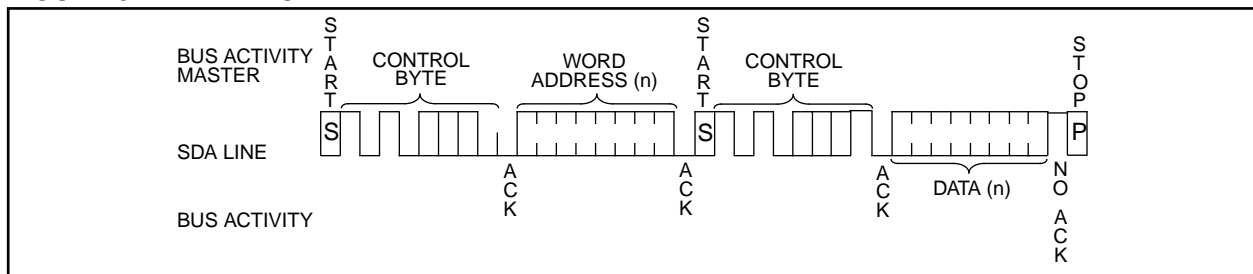 BUS ACTIVITY
MASTER
START
CONTROL
BYTE
WORD
ADDRESS (n)
START
CONTROL
BYTE
STOP
SDA LINE
S
S
P
BUS ACTIVITY
ACK
ACK
ACK
DATA (n)
NO ACK